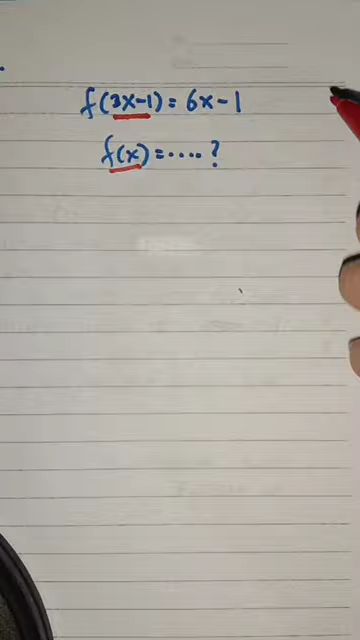 f(3x-1) = 6x-1
f(x) = .... ?